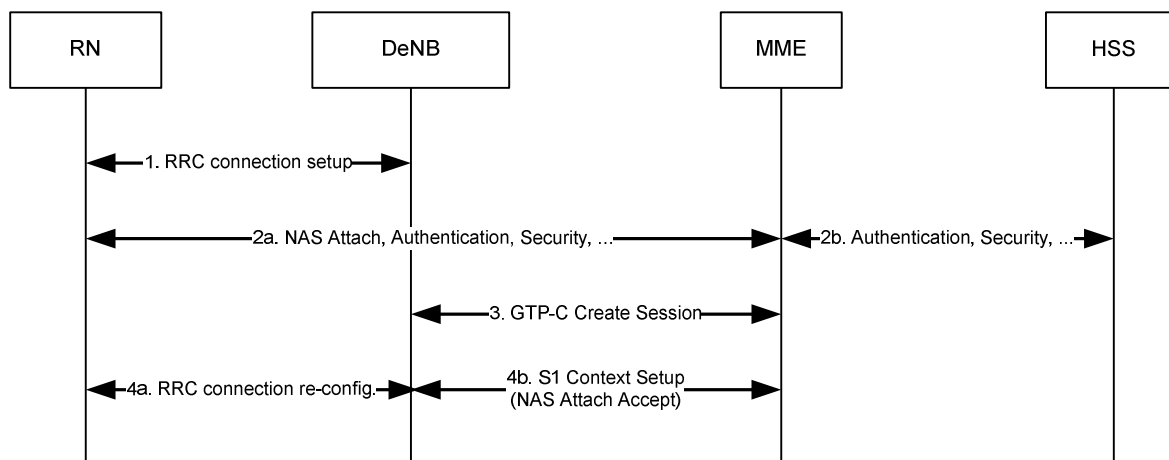 RN
DeNB
MME
HSS
1. RRC connection setup
2a. NAS Attach, Authentication, Security, ...
2b. Authentication, Security, ...
3. GTP-C Create Session
4a. RRC connection re-config.
4b. S1 Context Setup
(NAS Attach Accept)